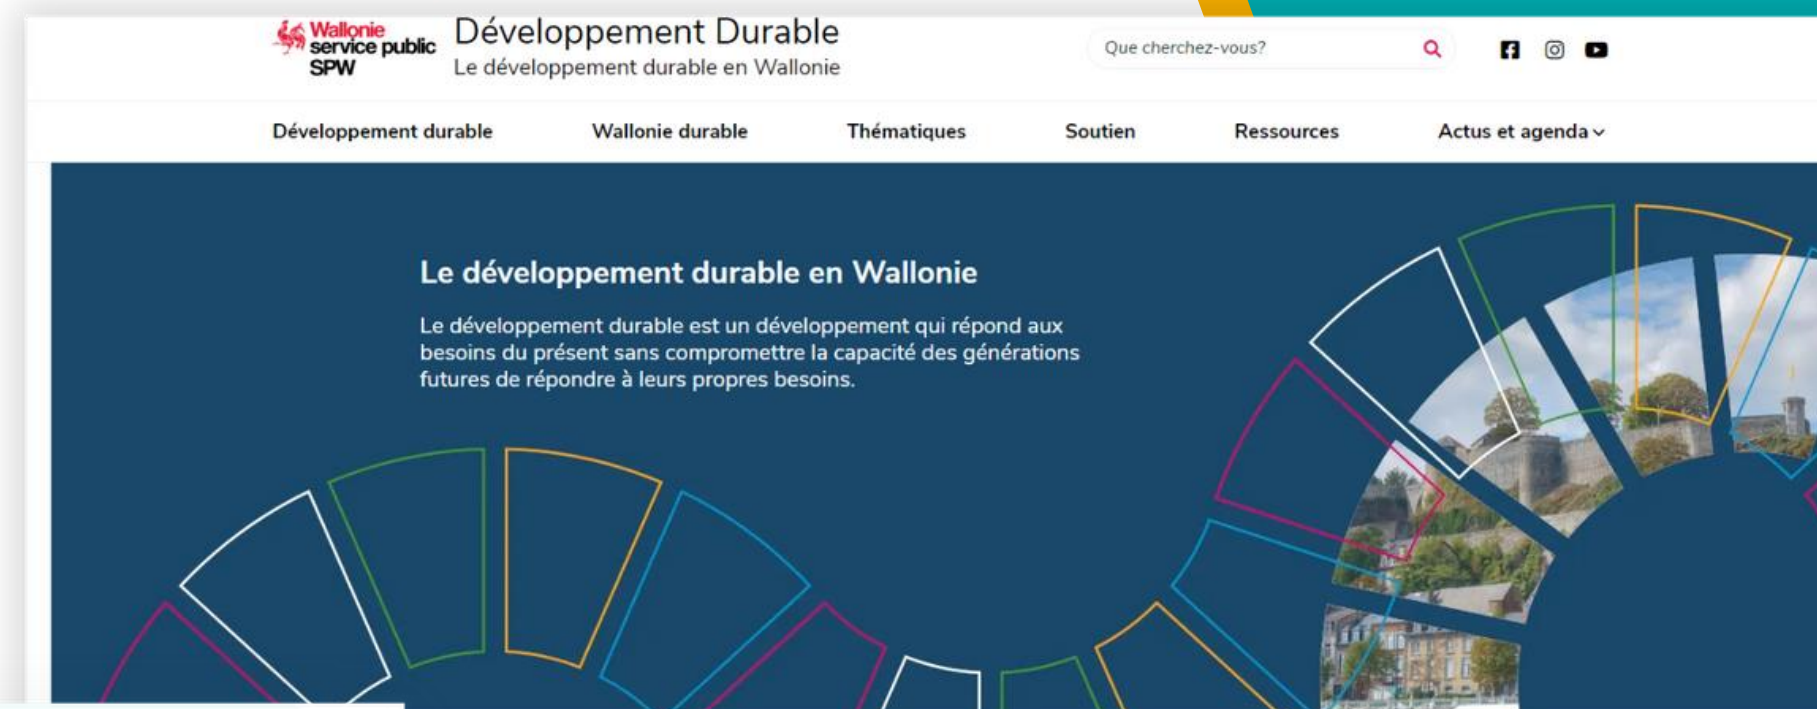 Wallonie
service public
SPW
Développement Durable
Le développement durable en Wallonie
Que cherchez-vous?
Développement durable
Wallonie durable
Thématiques
Soutien
Ressources
Actus et agenda
Le développement durable en Wallonie
Le développement durable est un développement qui répond aux
besoins du présent sans compromettre la capacité des générations
futures de répondre à leurs propres besoins.